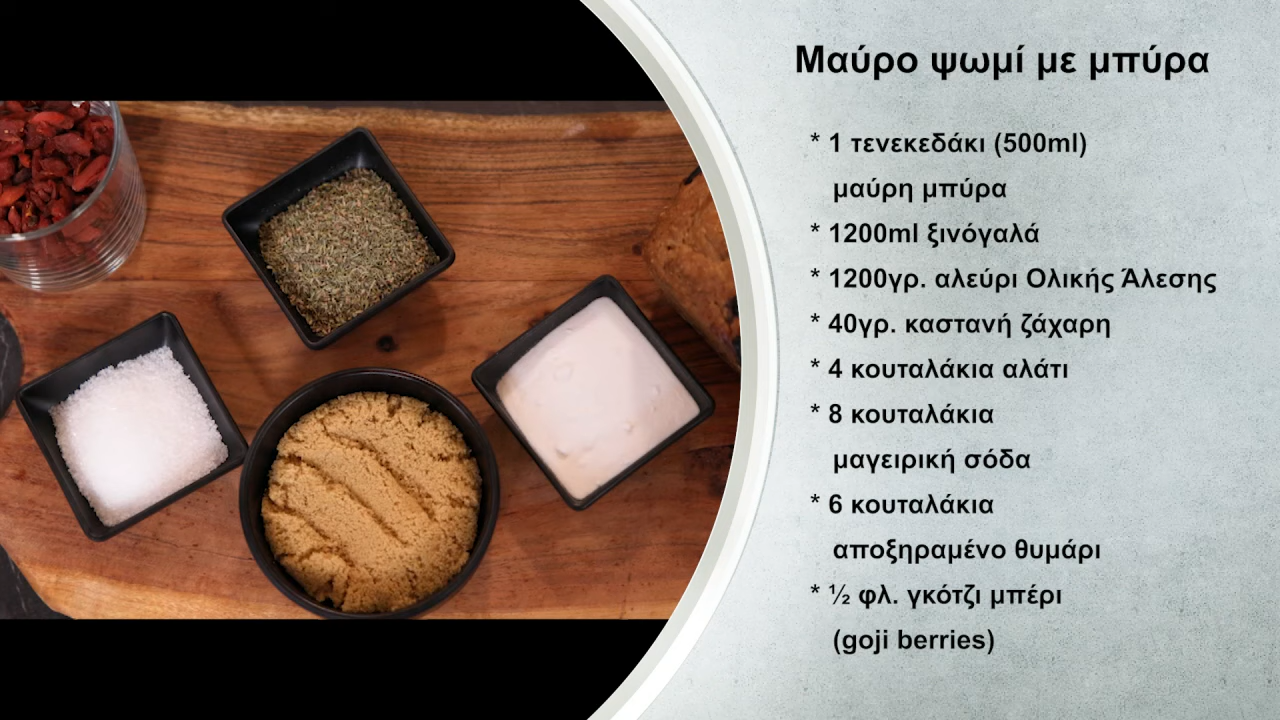 Μαύρο ψωμί με μπύρα
* 1 τενεκεδάκι (500ml)
μαύρη μπύρα
* 1200ml ξινόγαλά
* 1200γρ. αλεύρι Ολικής Άλεσης
* 40γρ. καστανή ζάχαρη
* 4 κουταλάκια αλάτι
* 8 κουταλάκια
μαγειρική σόδα
* 6 κουταλάκια
αποξηραμένο θυμάρι
* ½ φλ. γκότζι μπέρι
(goji berries)